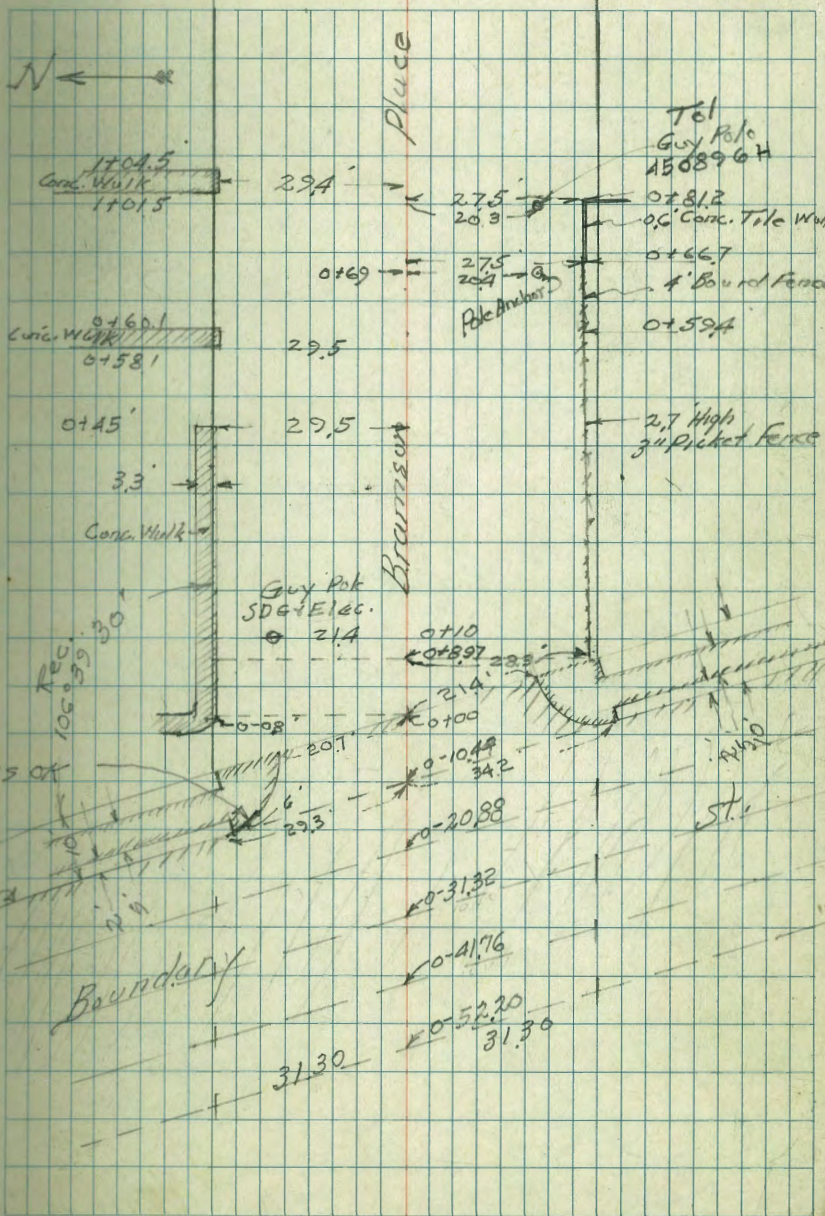 N
Place
Tel
Guy Pole
450896H
1+04.5
Conc. Walk
1+01.5
29.4
27.5
20.3
0+81.2
0.6' Conc. Tile
0+66.7
0+69
27.5
20.4
Pole Anchor
4' Board Fence
0+59.4
0+60.1
Conc. Walk
0+58.1
29.5
0+45
29.5
2.7' High
3" Picket Fence
3.3'
Conc. Walk
Bramson
Guy Pole
SDG+Elec.
21.4
0+10
0+8.97
Rec.
106°39'30"
21.4
0+00
0-08
20.7
0-10.44
34.2
OK
6'
29.3
10'
0-20.88
St.
0-31.32
0-41.76
Boundary
0-52.20
31.30
31.30